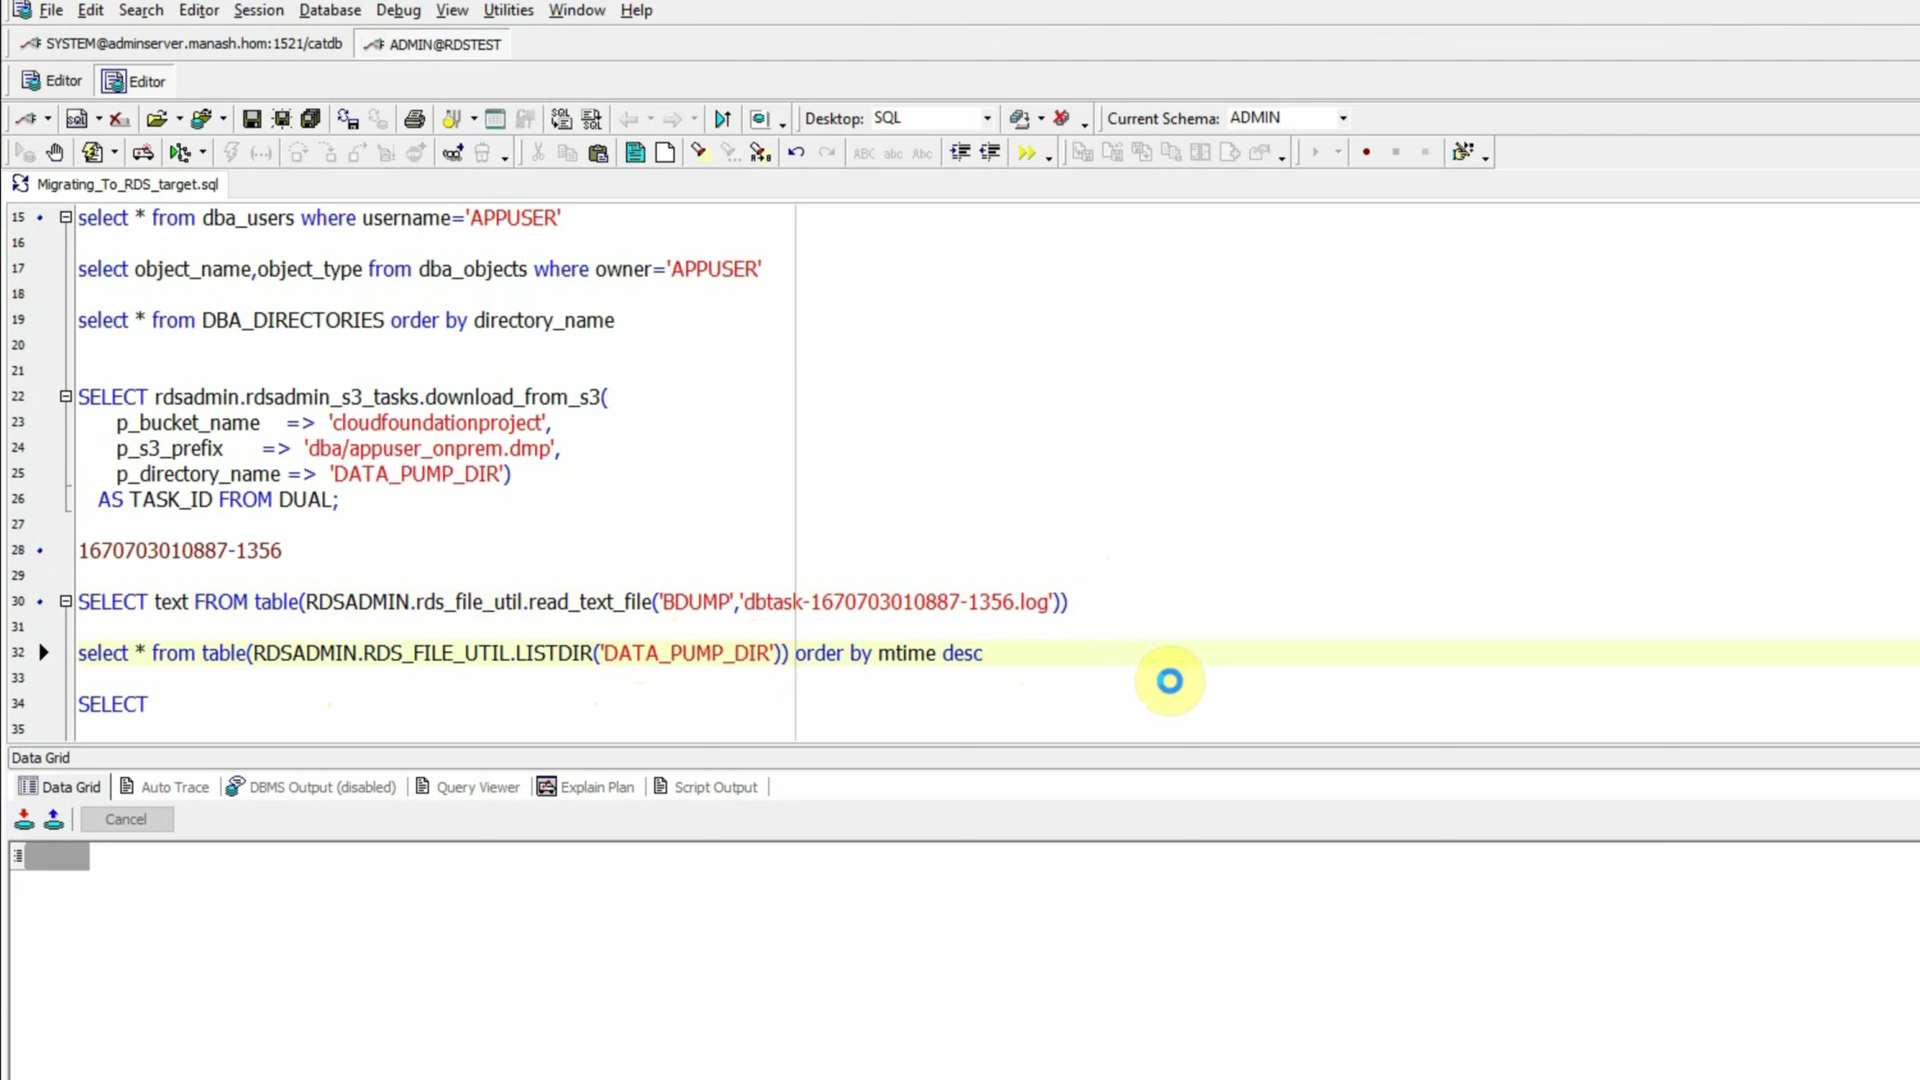 File Edit Search Editor Session Database Debug View Utilities Window Help
SYSTEM@adminserver.manash.hom:1521/catdb ADMIN@RDSTEST
Editor Editor
Desktop: SQL Current Schema: ADMIN
Migrating_To_RDS_target.sql
15 select * from dba_users where username='APPUSER'
16
17 select object_name,object_type from dba_objects where owner='APPUSER'
18
19 select * from DBA_DIRECTORIES order by directory_name
20
21
22 SELECT rdsadmin.rdsadmin_s3_tasks.download_from_s3(
23 p_bucket_name => 'cloudfoundationproject',
24 p_s3_prefix => 'dba/appuser_onprem.dmp',
25 p_directory_name => 'DATA_PUMP_DIR')
26 AS TASK_ID FROM DUAL;
27
28 1670703010887-1356
29
30 SELECT text FROM table(RDSADMIN.rds_file_util.read_text_file('BDUMP','dbtask-1670703010887-1356.log'))
31
32 select * from table(RDSADMIN.RDS_FILE_UTIL.LISTDIR('DATA_PUMP_DIR')) order by mtime desc
33
34 SELECT
35
Data Grid
Data Grid Auto Trace DBMS Output (disabled) Query Viewer Explain Plan Script Output
Cancel